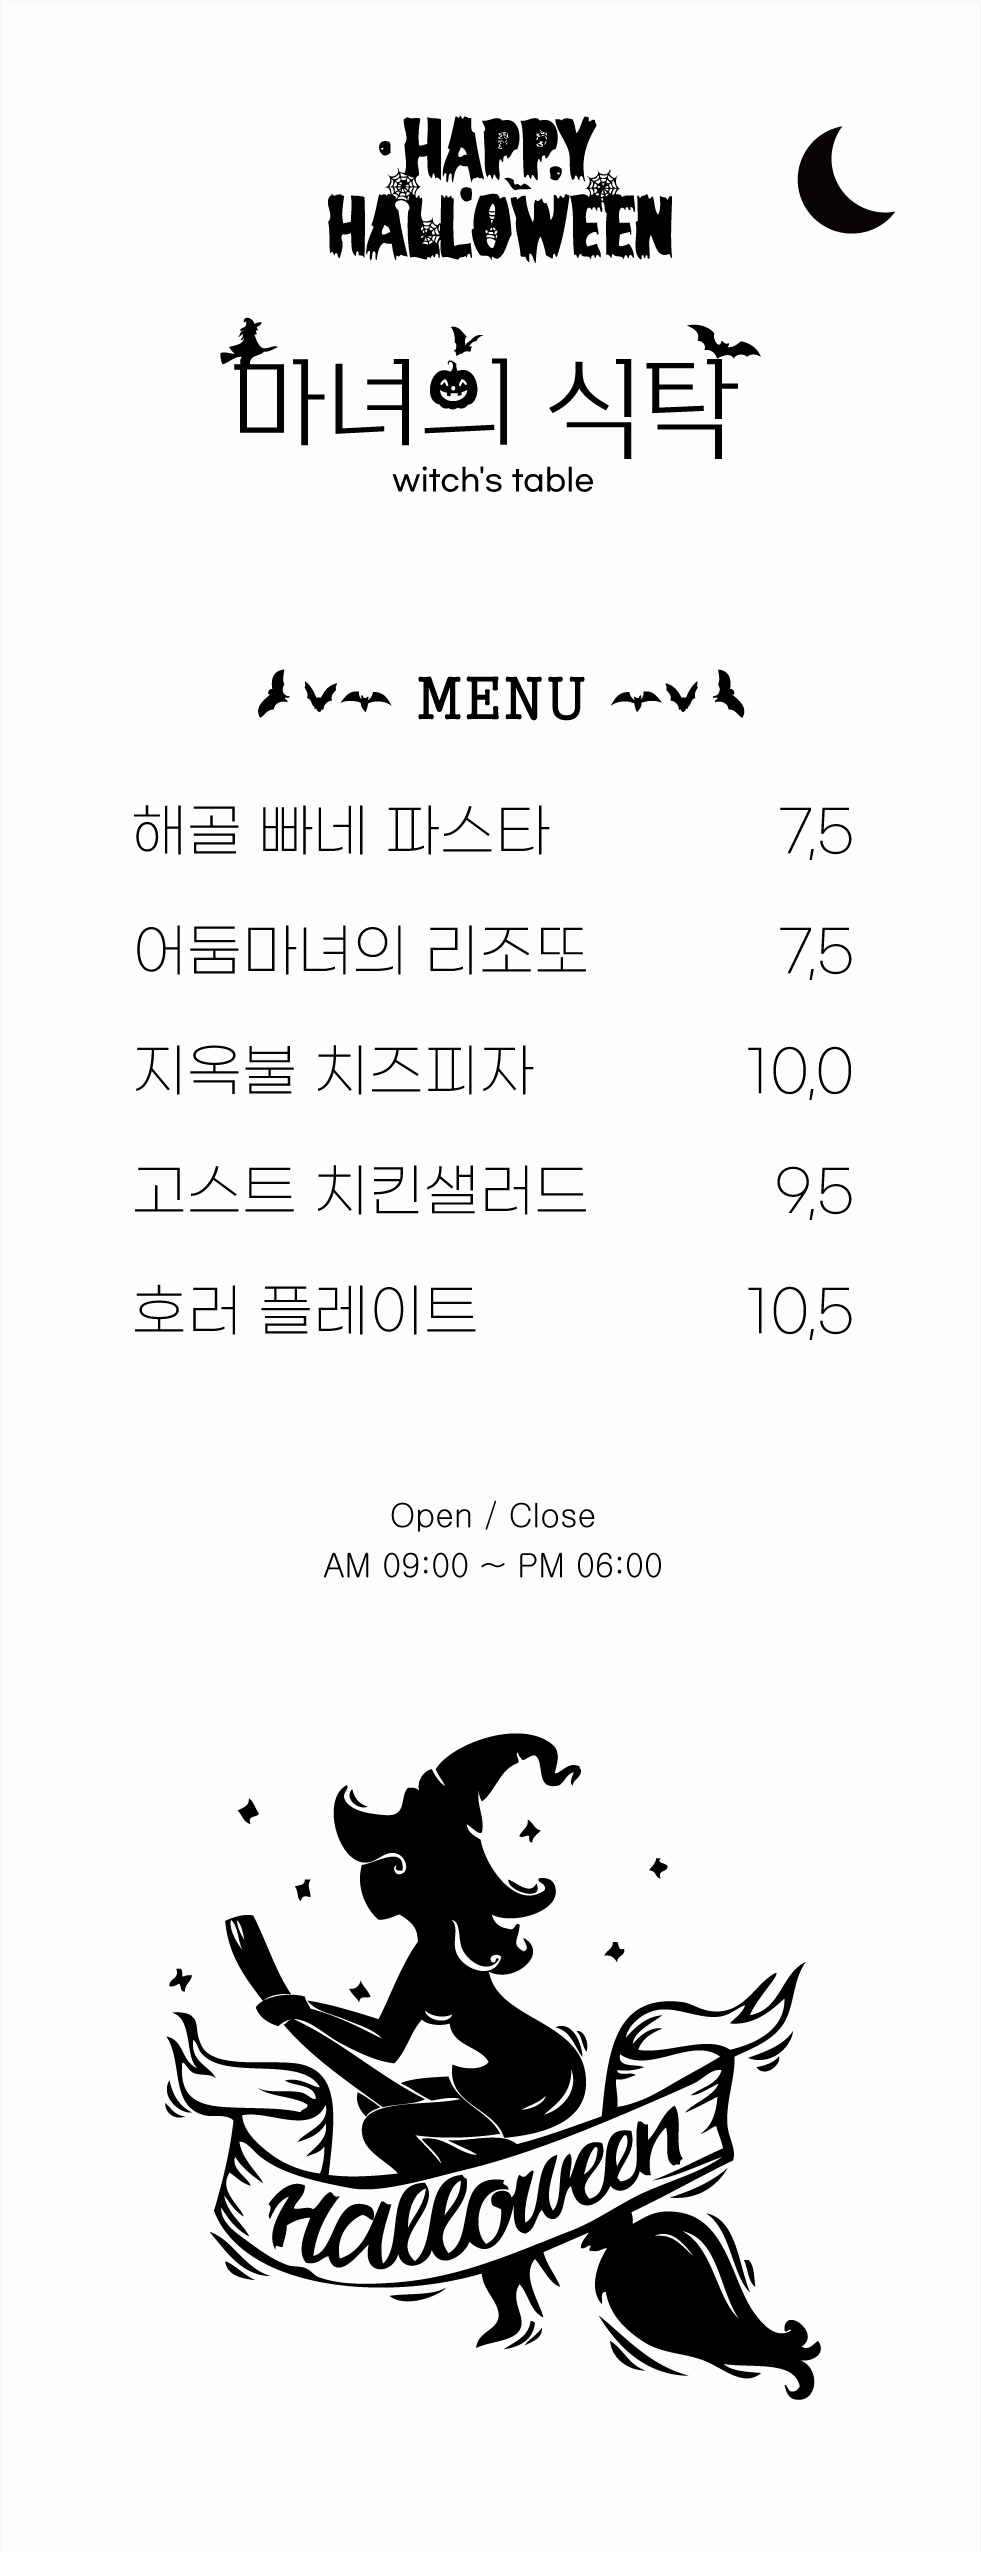 HAPPY
HALLOWEEN
마녀의 식탁
witch's table
MENU
해골 빠네 파스타 7,5
어둠마녀의 리조또 7,5
지옥불 치즈피자 10,0
고스트 치킨샐러드 9,5
호러 플레이트 10,5
Open / Close
AM 09:00 ~ PM 06:00
Halloween